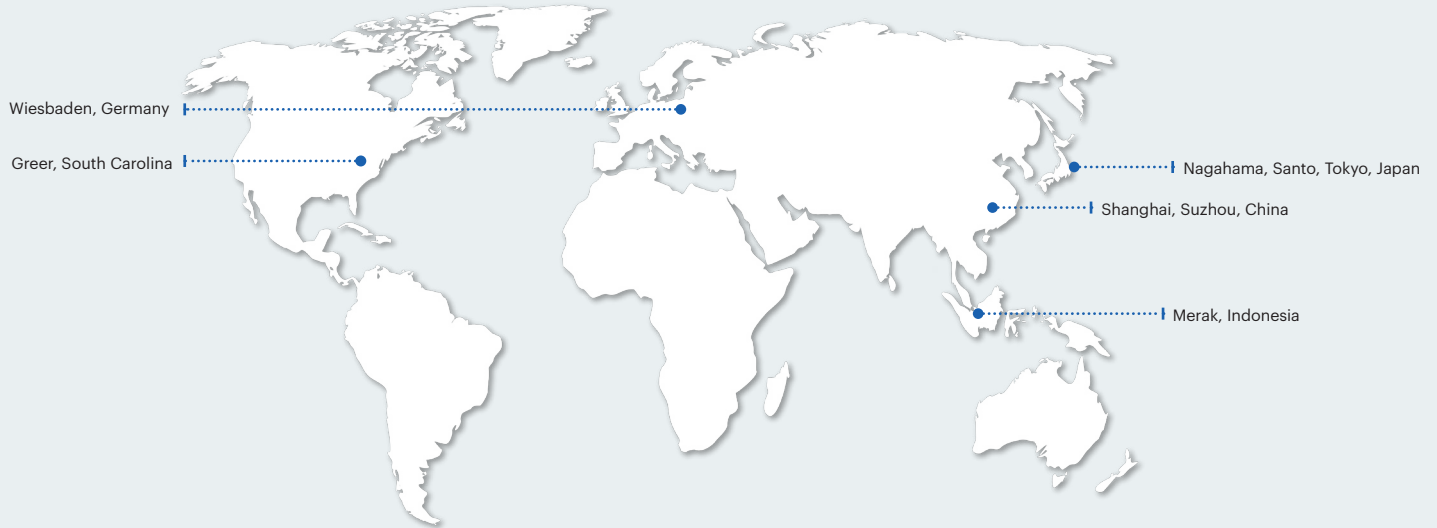 Wiesbaden, Germany
Greer, South Carolina
Nagahama, Santo, Tokyo, Japan
Shanghai, Suzhou, China
Merak, Indonesia